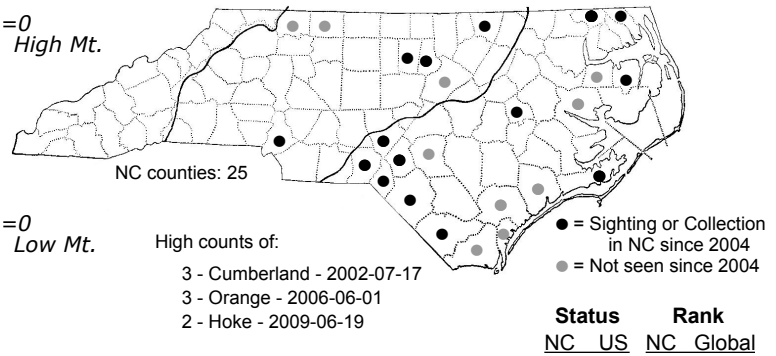 =0
High Mt.
NC counties: 25
=0
Low Mt.
High counts of:
3 - Cumberland - 2002-07-17
3 - Orange - 2006-06-01
2 - Hoke - 2009-06-19
= Sighting or Collection
in NC since 2004
= Not seen since 2004
Status Rank
NC US NC Global